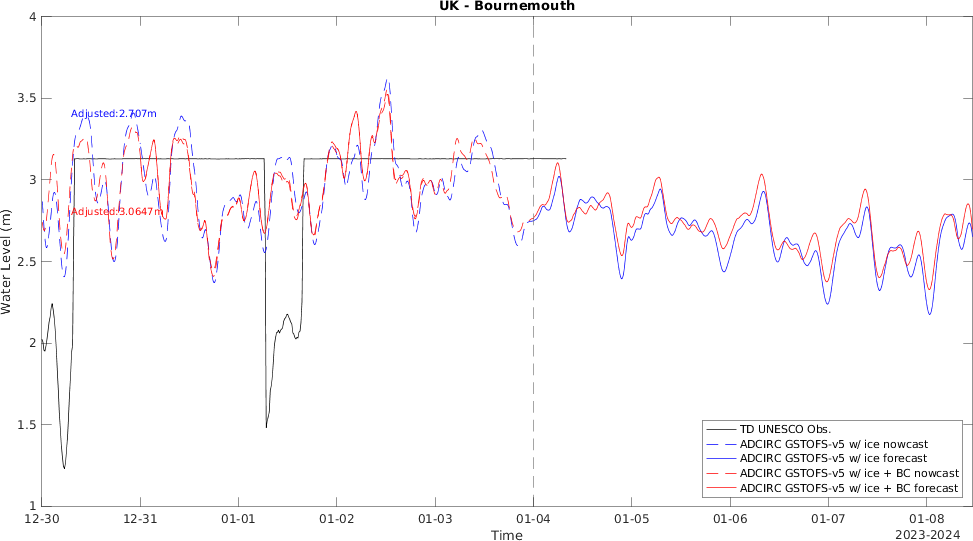 UK - Bournemouth
4
3.5
3
2.5
2
1.5
1
Water Level (m)
Adjusted:2.707m
Adjusted:3.0647m
TD UNESCO Obs.
ADCIRC GSTOFS-v5 w/ ice nowcast
ADCIRC GSTOFS-v5 w/ ice forecast
ADCIRC GSTOFS-v5 w/ ice + BC nowcast
ADCIRC GSTOFS-v5 w/ ice + BC forecast
12-30 12-31 01-01 01-02 01-03 01-04 01-05 01-06 01-07 01-08
Time
2023-2024